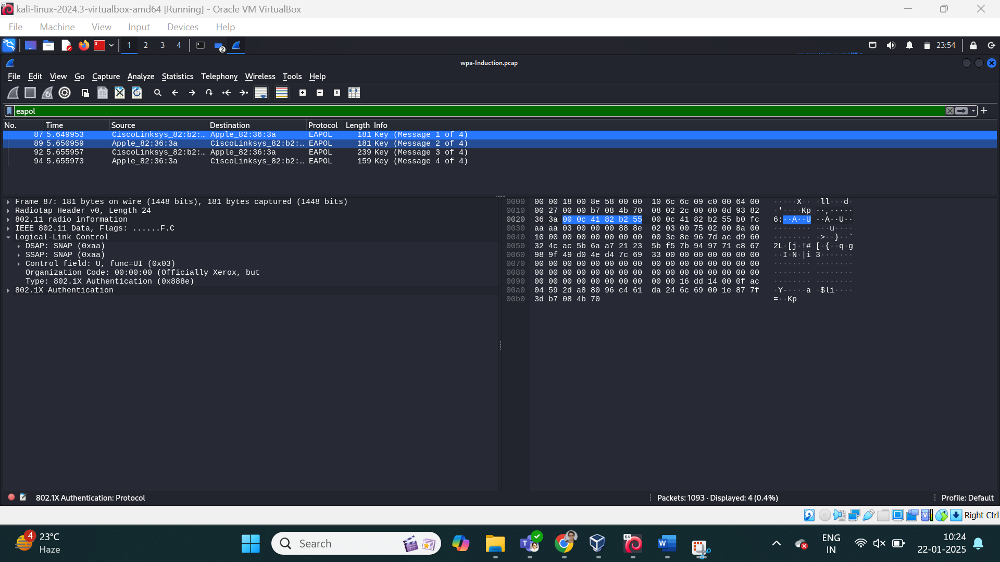 kali-linux-2024.3-virtualbox-amd64 [Running] - Oracle VM VirtualBox
File Machine View Input Devices Help
1 2 3 4 2 23:54
wpa-Induction.pcap
File Edit View Go Capture Analyze Statistics Telephony Wireless Tools Help
eapol
No. Time Source Destination Protocol Length Info
87 5.649953 CiscoLinksys_82:b2:… Apple_82:36:3a EAPOL 181 Key (Message 1 of 4)
89 5.650959 Apple_82:36:3a CiscoLinksys_82:b2:… EAPOL 181 Key (Message 2 of 4)
92 5.655957 CiscoLinksys_82:b2:… Apple_82:36:3a EAPOL 239 Key (Message 3 of 4)
94 5.655973 Apple_82:36:3a CiscoLinksys_82:b2:… EAPOL 159 Key (Message 4 of 4)
Frame 87: 181 bytes on wire (1448 bits), 181 bytes captured (1448 bits)
Radiotap Header v0, Length 24
802.11 radio information
IEEE 802.11 Data, Flags: ......F.C
Logical-Link Control
DSAP: SNAP (0xaa)
SSAP: SNAP (0xaa)
Control field: U, func=UI (0x03)
Organization Code: 00:00:00 (Officially Xerox, but
Type: 802.1X Authentication (0x888e)
802.1X Authentication
0000 00 00 18 00 8e 58 00 00 10 6c 6c 09 c0 00 64 00 ·····X·· ·ll···d·
0010 00 27 00 00 b7 08 4b 70 08 02 2c 00 00 0d 93 82 ·'····Kp ··,·····
0020 36 3a 00 0c 41 82 b2 55 00 0c 41 82 b2 55 b0 fc 6:··A··U ··A··U··
0030 aa aa 03 00 00 00 88 8e 02 03 00 75 02 00 8a 00 ········ ···u····
0040 10 00 00 00 00 00 00 00 00 3e 8e 96 7d ac d9 60 ········ ·>··}··`
0050 32 4c ac 5b 6a a7 21 23 5b f5 7b 94 97 71 c8 67 2L·[j·!# [·{··q·g
0060 98 9f 49 d0 4e d4 7c 69 33 00 00 00 00 00 00 00 ··I·N·|i 3·······
0070 00 00 00 00 00 00 00 00 00 00 00 00 00 00 00 00 ········ ········
0080 00 00 00 00 00 00 00 00 00 00 00 00 00 00 00 00 ········ ········
0090 00 00 00 00 00 00 00 00 00 00 16 dd 14 00 0f ac ········ ········
00a0 04 59 2d a8 80 96 c4 61 da 24 6c 69 00 1e 87 7f ·Y-····a ·$li····
00b0 3d b7 08 4b 70 =··Kp
802.1X Authentication: Protocol Packets: 1093 · Displayed: 4 (0.4%) Profile: Default
Right Ctrl
4 23°C
Haze
Search
64
ENG
IN
10:24
22-01-2025